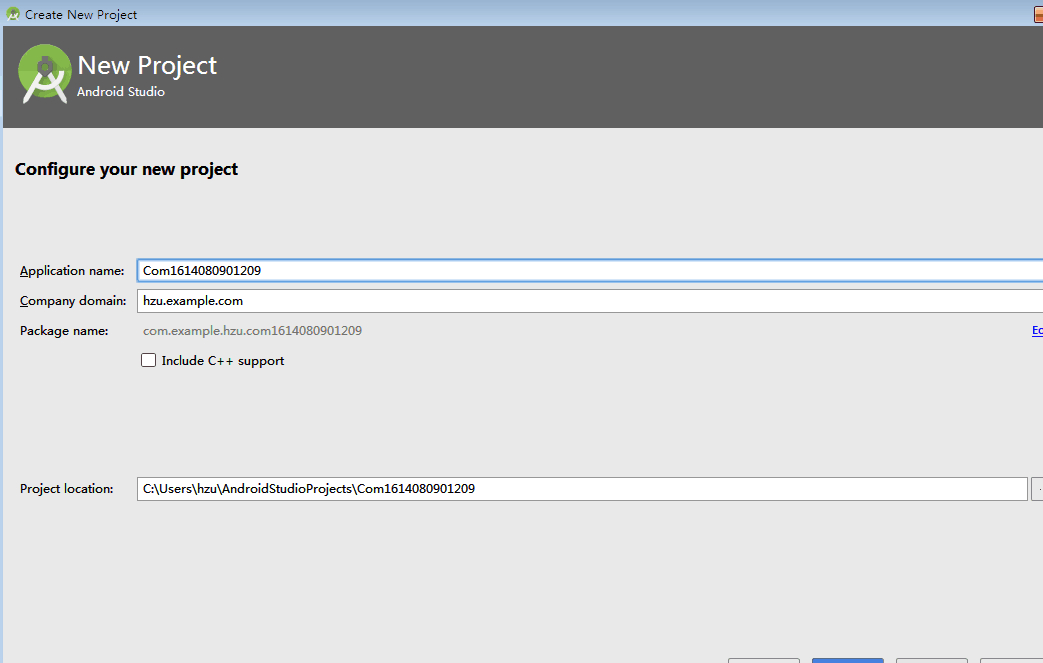 Create New Project
New Project
Android Studio
Configure your new project
Application name: Com1614080901209
Company domain: hzu.example.com
Package name: com.example.hzu.com1614080901209
Include C++ support
Project location: C:\Users\hzu\AndroidStudioProjects\Com1614080901209